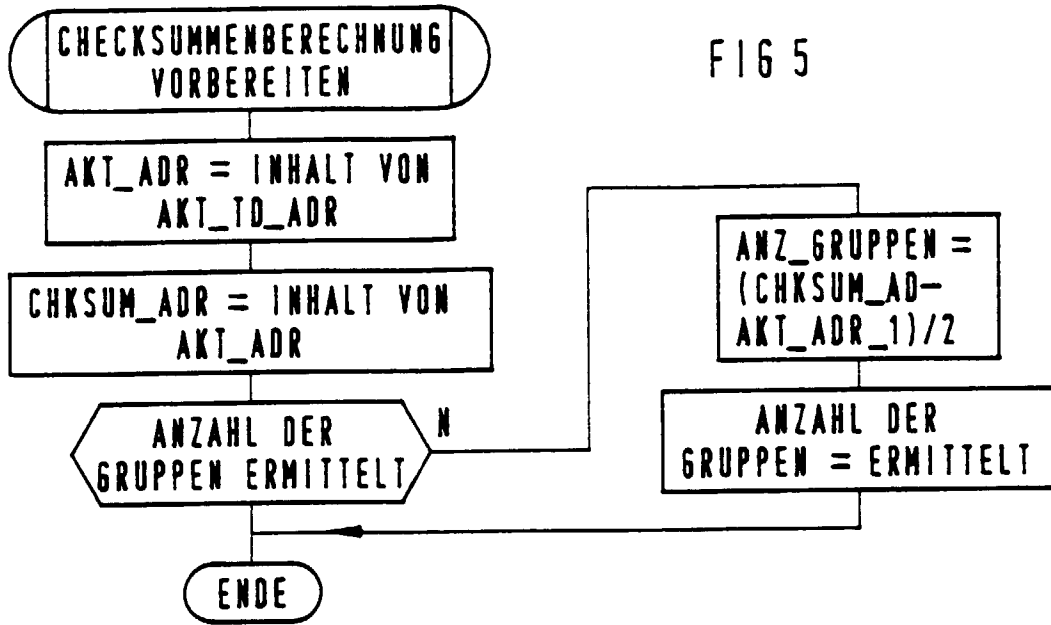 CHECKSUMMENBERECHNUNG
VORBEREITEN
FIG 5
AKT_ADR = INHALT VON
AKT_TD_ADR
CHKSUM_ADR = INHALT VON
AKT_ADR
ANZAHL DER
GRUPPEN ERMITTELT
N
ANZ_GRUPPEN =
(CHKSUM_AD-
AKT_ADR_1)/2
ANZAHL DER
GRUPPEN = ERMITTELT
ENDE